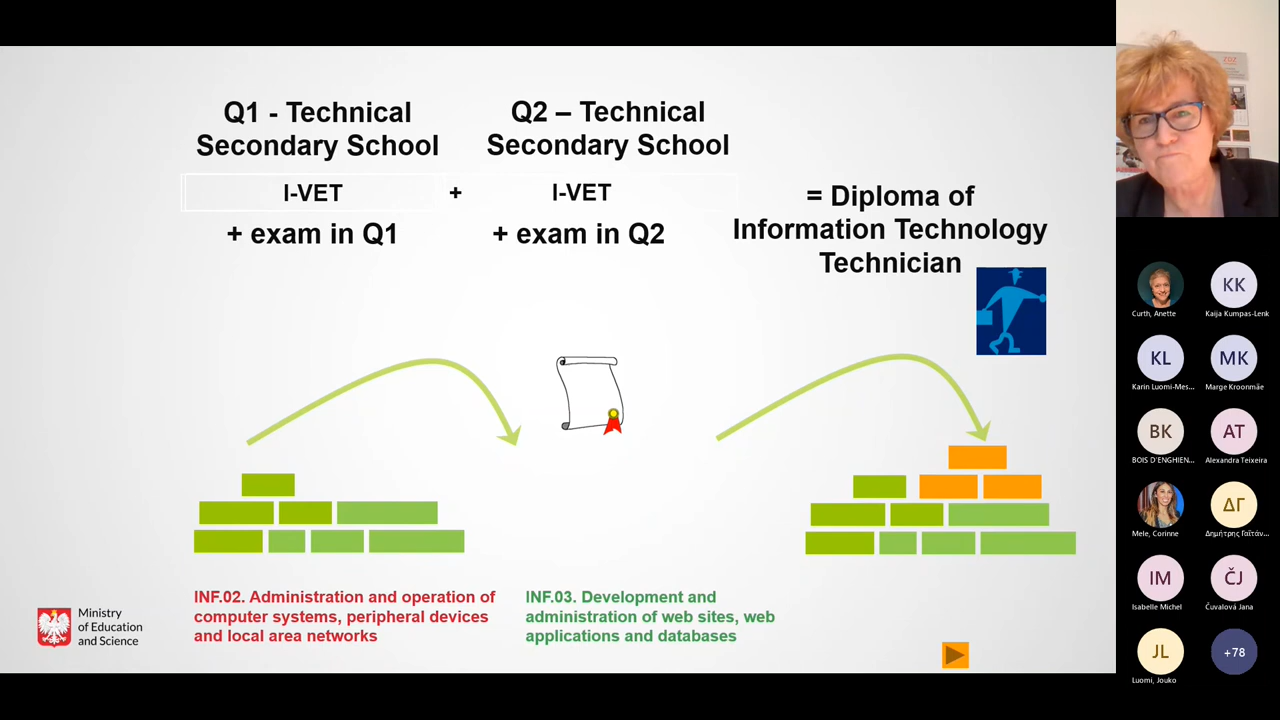 Q1 - Technical
Secondary School
Q2 – Technical
Secondary School
I-VET
+
I-VET
+ exam in Q1
+ exam in Q2
= Diploma of
Information Technology
Technician
INF.02. Administration and operation of
computer systems, peripheral devices
and local area networks
INF.03. Development and
administration of web sites, web
applications and databases
Ministry
of Education
and Science
Curth, Anette
KK
Kaija Kumpas-Lenk
KL
Karin Luomi-Mes...
MK
Marge Kroonmäe
BK
BOIS D'ENGHIEN...
AT
Alexandra Teixeira
Mele, Corinne
ΔΓ
Δημήτρης Γαϊτάν...
IM
Isabelle Michel
ČJ
Čuvalová Jana
JL
Luomi, Jouko
+78